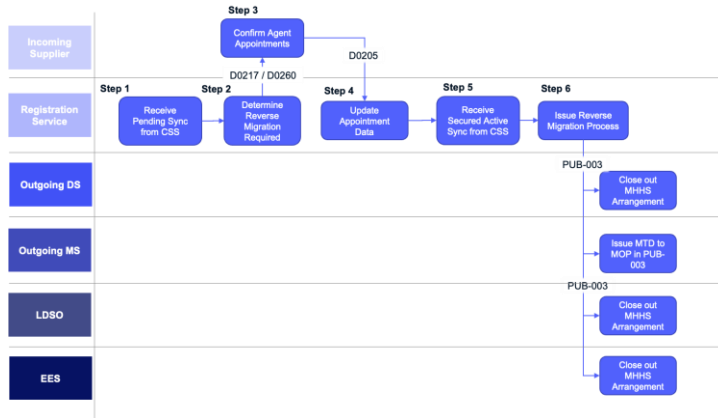 Step 3
Incoming
Supplier
Confirm Agent
Appointments
D0205
D0217 / D0260
Step 1
Step 2
Step 4
Step 5
Step 6
Registration
Service
Receive
Pending Sync
from CSS
Determine
Reverse
Migration
Required
Update
Appointment
Data
Receive
Secured Active
Sync from CSS
Issue Reverse
Migration Process
PUB-003
Outgoing DS
Close out
MHHS
Arrangement
Outgoing MS
Issue MTD to
MOP in PUB-
003
PUB-003
LDSO
Close out
MHHS
Arrangement
EES
Close out
MHHS
Arrangement